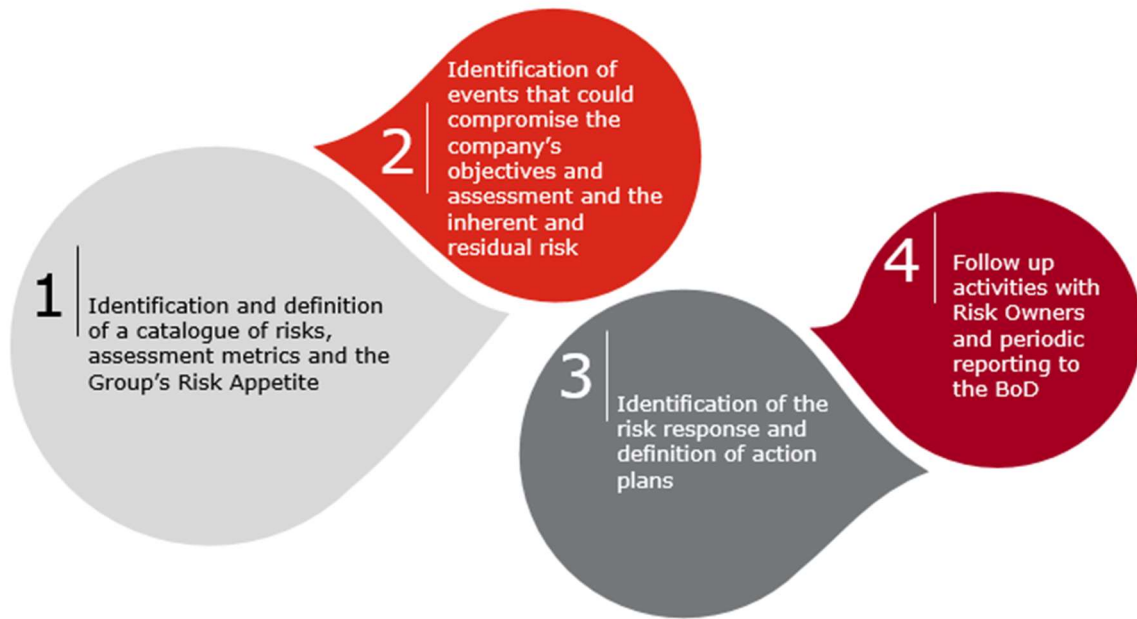 1
Identification and definition
of a catalogue of risks,
assessment metrics and the
Group's Risk Appetite
2
Identification of
events that could
compromise the
company's
objectives and
assessment and the
inherent and
residual risk
3
Identification of the
risk response and
definition of action
plans
4
Follow up
activities with
Risk Owners
and periodic
reporting to
the BoD